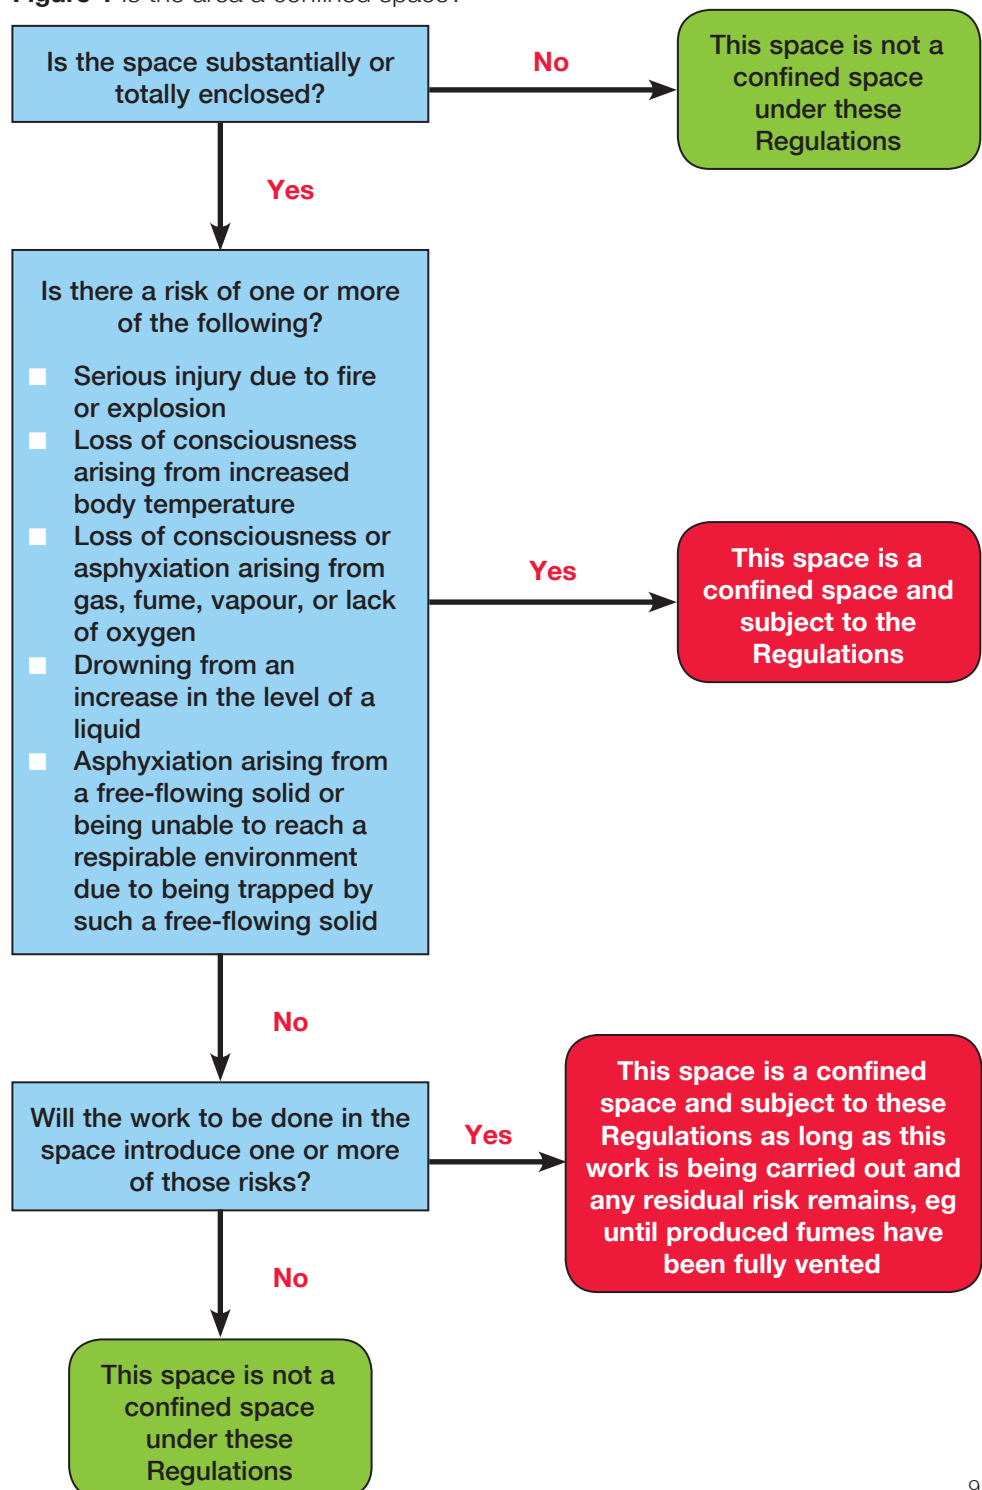 Figure 1 Is the area a confined space?
Is the space substantially or
totally enclosed?
No
This space is not a
confined space
under these
Regulations
Yes
Is there a risk of one or more
of the following?
Serious injury due to fire
or explosion
Loss of consciousness
arising from increased
body temperature
Loss of consciousness or
asphyxiation arising from
gas, fume, vapour, or lack
of oxygen
Drowning from an
increase in the level of a
liquid
Asphyxiation arising from
a free-flowing solid or
being unable to reach a
respirable environment
due to being trapped by
such a free-flowing solid
Yes
This space is a
confined space and
subject to the
Regulations
No
Will the work to be done in the
space introduce one or more
of those risks?
Yes
This space is a confined
space and subject to these
Regulations as long as this
work is being carried out and
any residual risk remains, eg
until produced fumes have
been fully vented
No
This space is not a
confined space
under these
Regulations
9